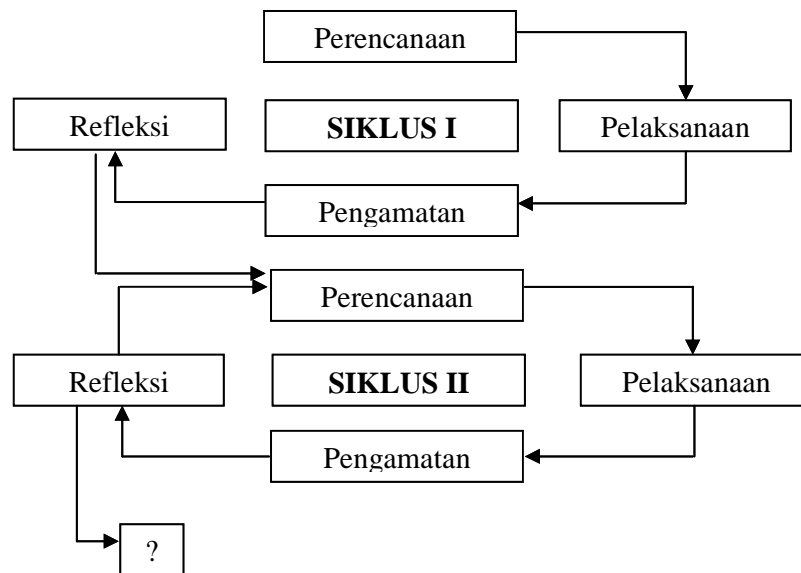 Perencanaan
Refleksi
SIKLUS I
Pelaksanaan
Pengamatan
Perencanaan
Refleksi
SIKLUS II
Pelaksanaan
Pengamatan
?